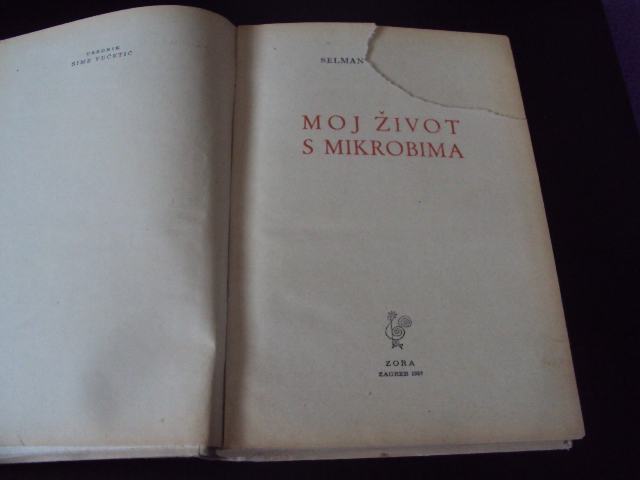 UREDNIK
ŠIME VUČETIĆ
SELMAN
MOJ ŽIVOT
S MIKROBIMA
ZORA
ZAGREB